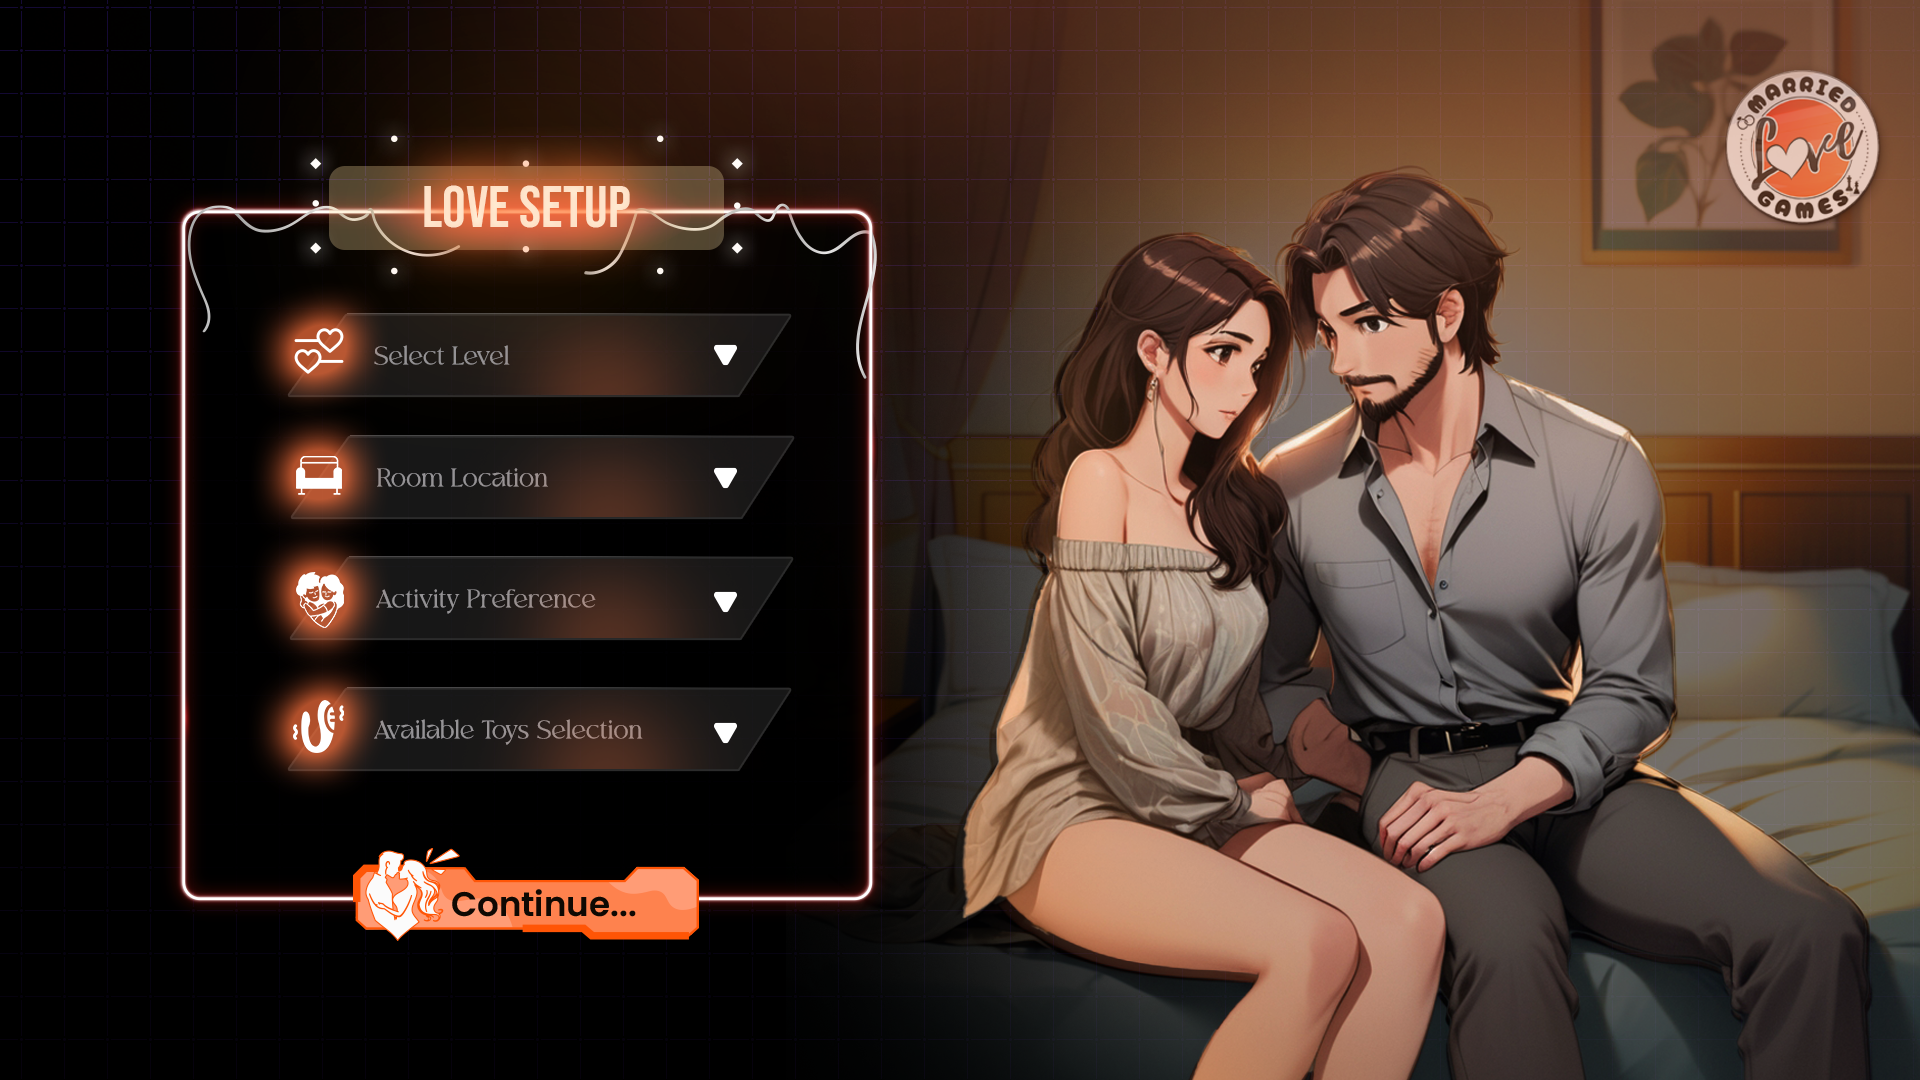 MARRIED
Love
GAMES
LOVE SETUP
Select Level
Room Location
Activity Preference
Available Toys Selection
Continue...